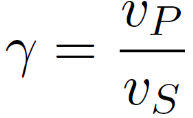 γ = v_P / v_S